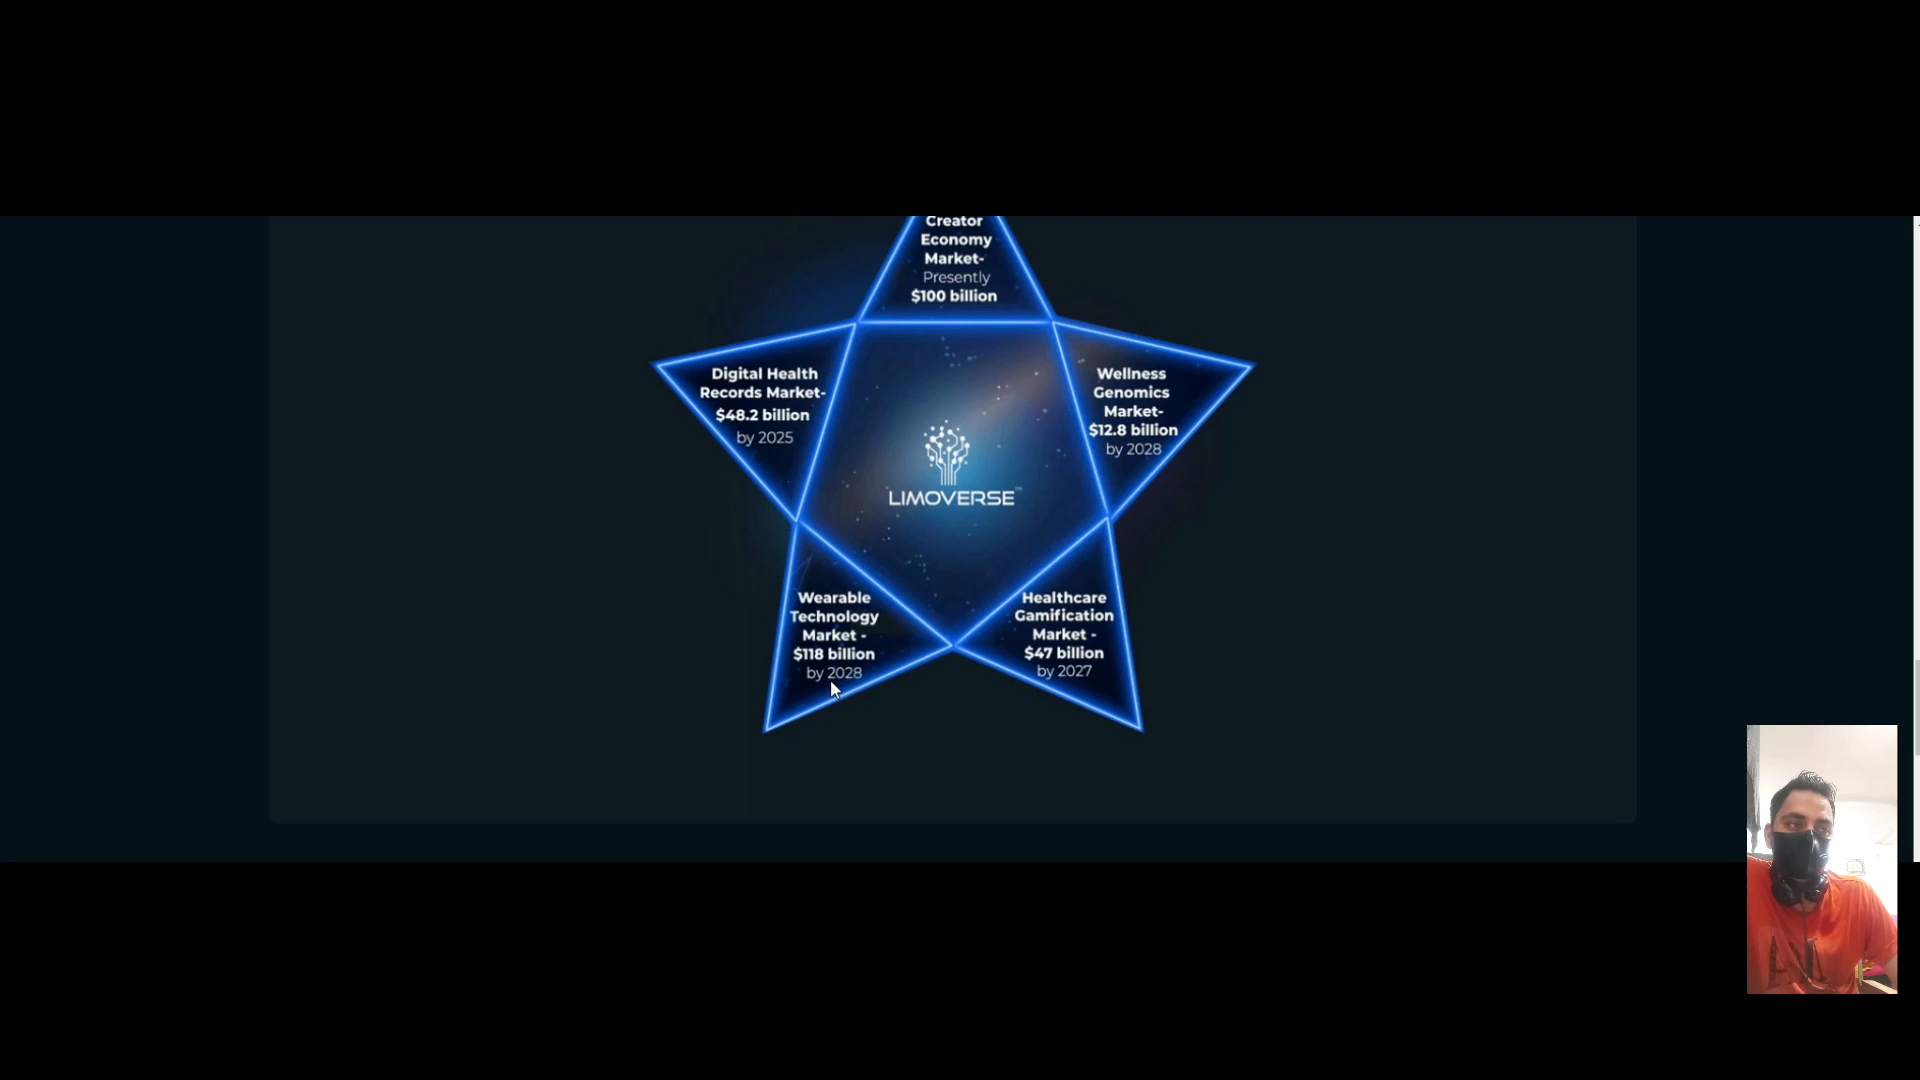 Creator
Economy
Market-
Presently
$100 billion
Digital Health
Records Market-
$48.2 billion
by 2025
Wellness
Genomics
Market-
$12.8 billion
by 2028
LIMOVERSE™
Wearable
Technology
Market -
$118 billion
by 2028
Healthcare
Gamification
Market -
$47 billion
by 2027